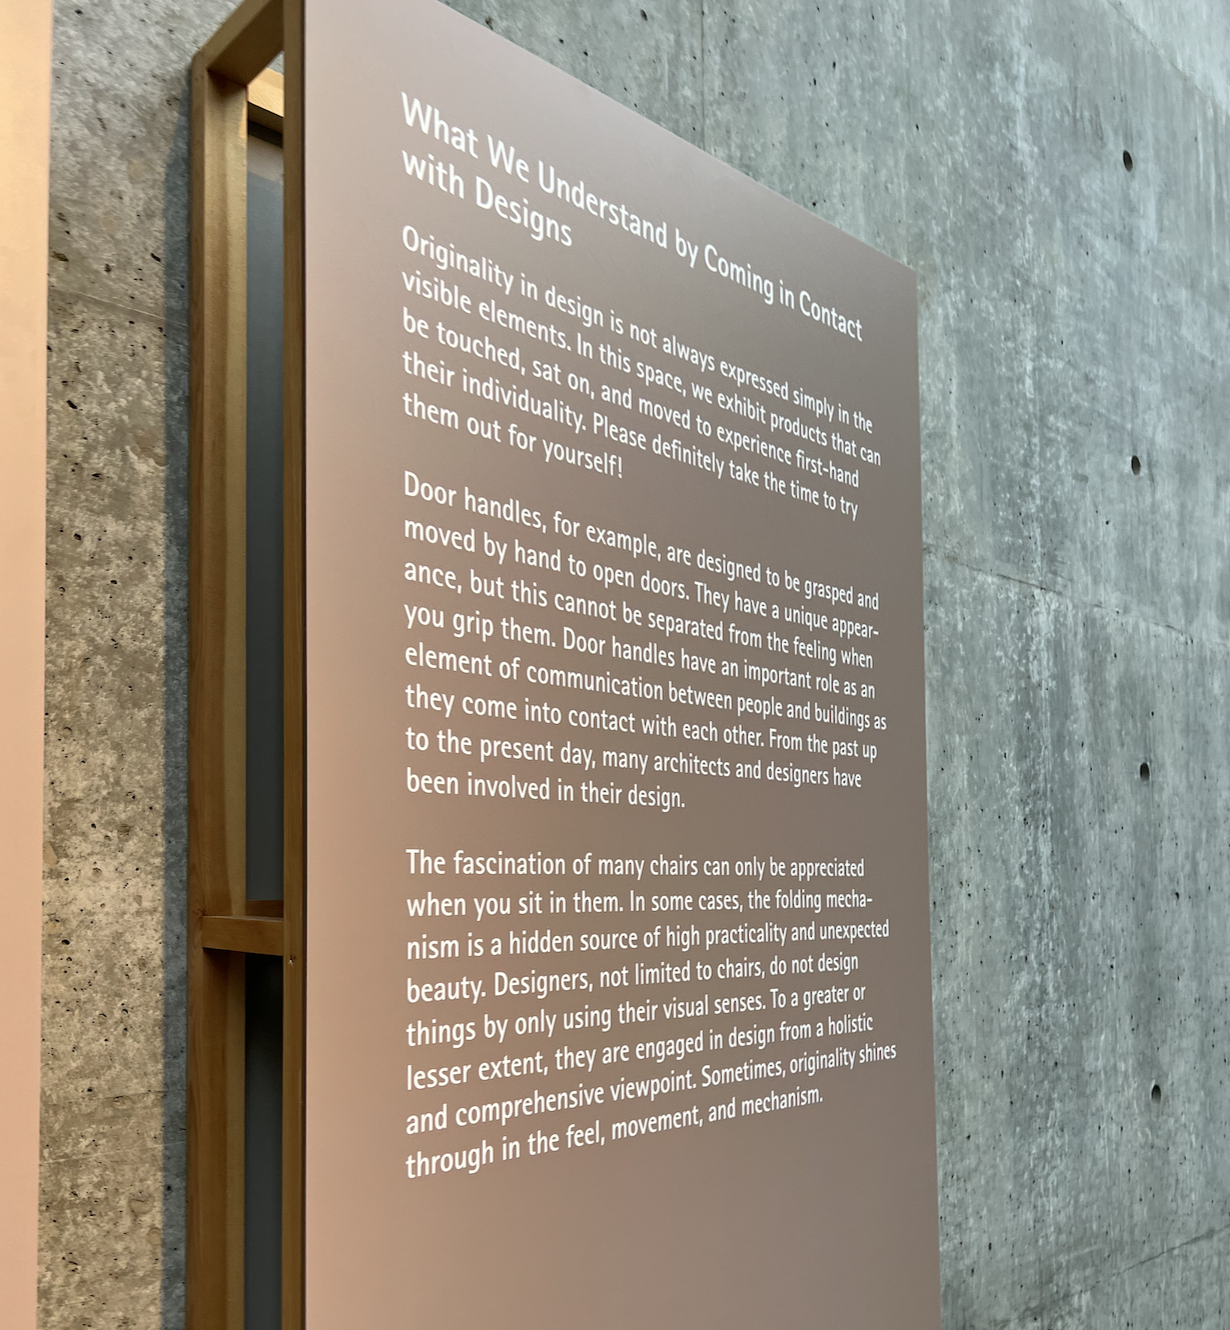 What We Understand by Coming in Contact
with Designs
Originality in design is not always expressed simply in the
visible elements. In this space, we exhibit products that can
be touched, sat on, and moved to experience first-hand
their individuality. Please definitely take the time to try
them out for yourself!
Door handles, for example, are designed to be grasped and
moved by hand to open doors. They have a unique appear-
ance, but this cannot be separated from the feeling when
you grip them. Door handles have an important role as an
element of communication between people and buildings as
they come into contact with each other. From the past up
to the present day, many architects and designers have
been involved in their design.
The fascination of many chairs can only be appreciated
when you sit in them. In some cases, the folding mecha-
nism is a hidden source of high practicality and unexpected
beauty. Designers, not limited to chairs, do not design
things by only using their visual senses. To a greater or
lesser extent, they are engaged in design from a holistic
and comprehensive viewpoint. Sometimes, originality shines
through in the feel, movement, and mechanism.